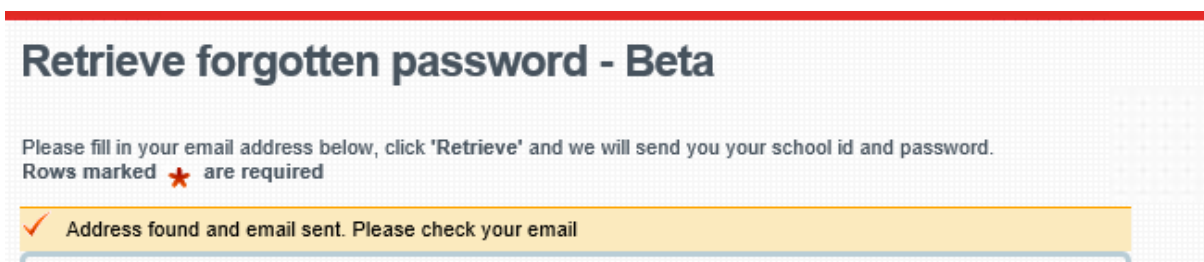 Retrieve forgotten password - Beta
Please fill in your email address below, click 'Retrieve' and we will send you your school id and password.
Rows marked * are required
Address found and email sent. Please check your email